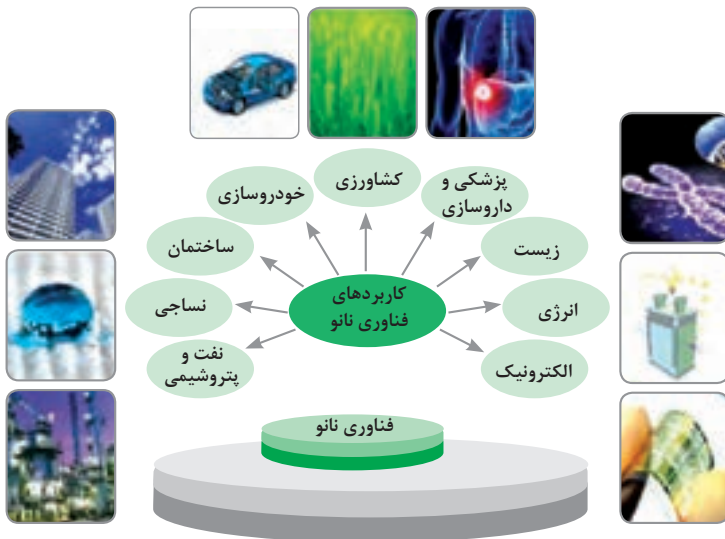 کشاورزی
پزشکی و
داروسازی
خودروسازی
زیست
ساختمان
کاربردهای
فناوری نانو
انرژی
نساجی
الکترونیک
نفت و
پتروشیمی
فناوری نانو